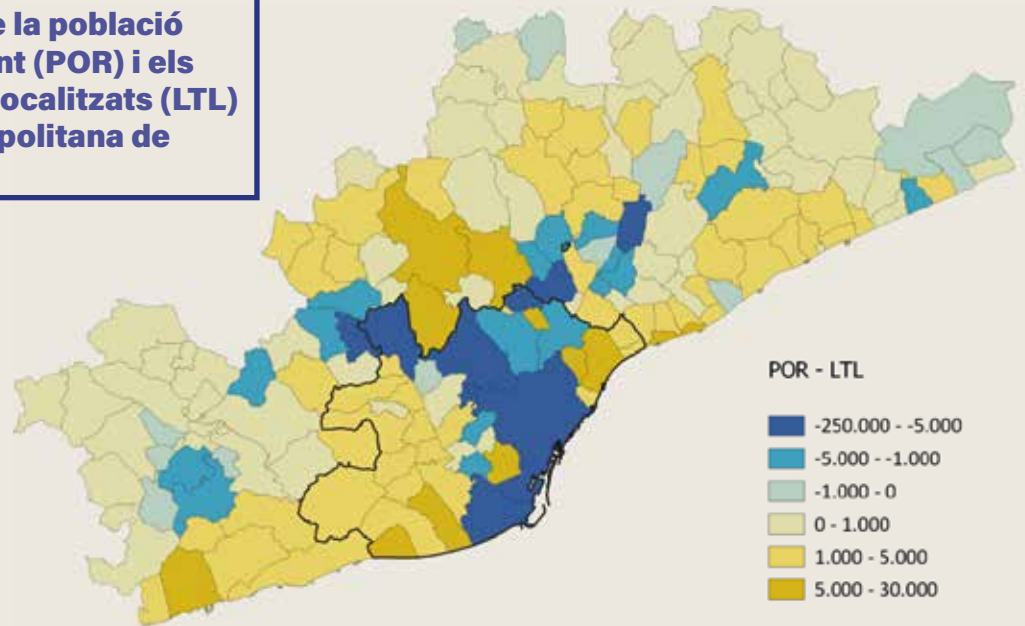 la població
nt (POR) i els
ocalitzats (LTL)
politana de
POR - LTL
-250.000 - -5.000
-5.000 - -1.000
-1.000 - 0
0 - 1.000
1.000 - 5.000
5.000 - 30.000